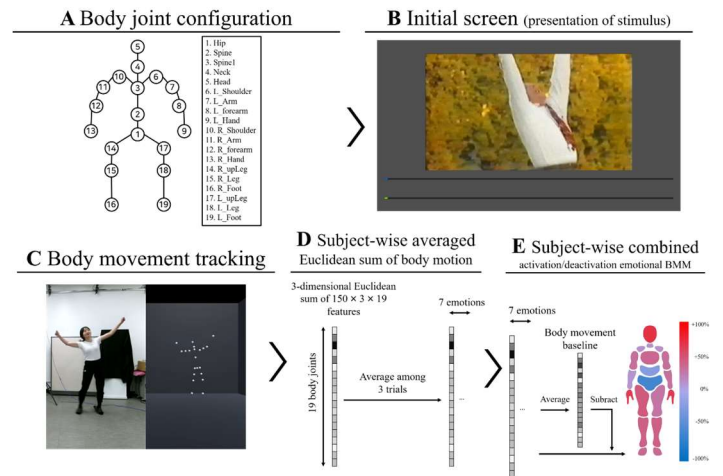 A Body joint configuration
5
4
10
6
3
11
7
12
8
2
13
9
1
14
17
15
18
16
19
1. Hip
2. Spine
3. Spine1
4. Neck
5. Head
6. L_Shoulder
7. L_Arm
8. L_forearm
9. L_Hand
10. R_Shoulder
11. R_Arm
12. R_forearm
13. R_Hand
14. R_upLeg
15. R_Leg
16. R_Foot
17. L_upLeg
18. L_Leg
19. L_Foot
B Initial screen (presentation of stimulus)
C Body movement tracking
D Subject-wise averaged
Euclidean sum of body motion
3-dimensional Euclidean
sum of 150 × 3 × 19
features
19 body joints
Average among
3 trials
7 emotions
...
E Subject-wise combined
activation/deactivation emotional BMM
7 emotions
...
Body movement
baseline
Average
Subtract
+100%
+50%
0%
-50%
-100%